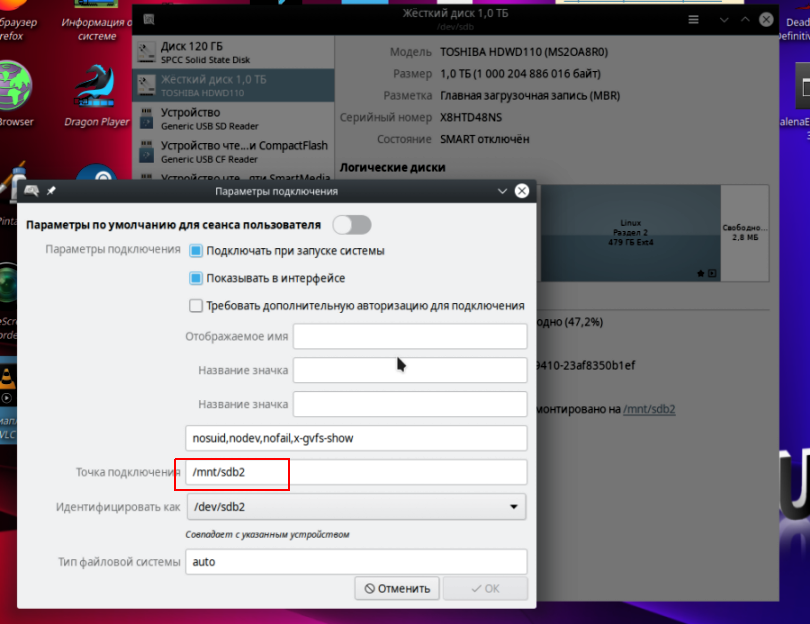 Информация о
системе
Dragon Player
Browser
Жёсткий диск 1,0 ТБ
/dev/sdb
Диск 120 ГБ
SPCC Solid State Disk
Жёсткий диск 1,0 ТБ
TOSHIBA HDWD110
Устройство
Generic USB SD Reader
Устройство чте...и CompactFlash
Generic USB CF Reader
Устройство чте...пти SmartMedia
Модель TOSHIBA HDWD110 (MS2OA8R0)
Размер 1,0 ТБ (1 000 204 886 016 байт)
Разметка Главная загрузочная запись (MBR)
Серийный номер X8HTD48NS
Состояние SMART отключён
Логические диски
Linux
Раздел 2
479 ГБ Ext4
Свободно...
2,8 МБ
одно (47,2%)
9410-23af8350b1ef
монтировано на /mnt/sdb2
Параметры подключения
Параметры по умолчанию для сеанса пользователя
Параметры подключения Подключать при запуске системы
Показывать в интерфейсе
Требовать дополнительную авторизацию для подключения
Отображаемое имя
Название значка
Название значка
nosuid,nodev,nofail,x-gvfs-show
Точка подключения /mnt/sdb2
Идентифицировать как /dev/sdb2
Совпадает с указанным устройством
Тип файловой системы auto
Отменить OK
VLC